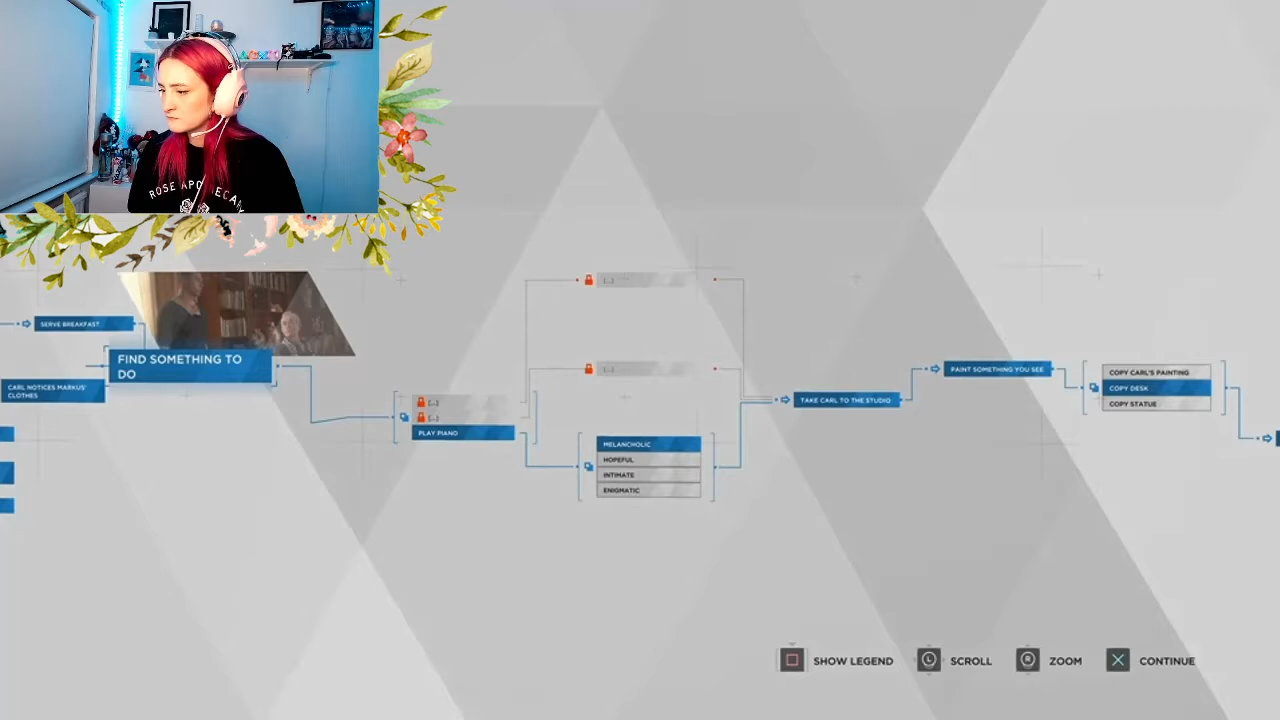 ROSE APOTHECARY
SERVE BREAKFAST
FIND SOMETHING TO
DO
CARL NOTICES MARKUS'
CLOTHES
[...]
[...]
PLAY PIANO
[...]
[...]
MELANCHOLIC
HOPEFUL
INTIMATE
ENIGMATIC
TAKE CARL TO THE STUDIO
PAINT SOMETHING YOU SEE
COPY CARL'S PAINTING
COPY DESK
COPY STATUE
SHOW LEGEND
L
SCROLL
R
ZOOM
CONTINUE